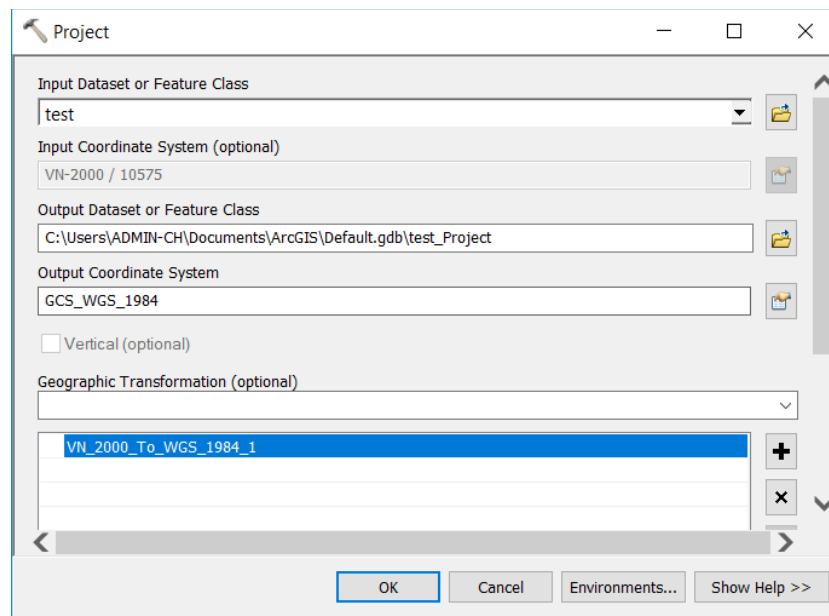 Project
Input Dataset or Feature Class
test
Input Coordinate System (optional)
VN-2000 / 10575
Output Dataset or Feature Class
C:\Users\ADMIN-CH\Documents\ArcGIS\Default.gdb\test_Project
Output Coordinate System
GCS_WGS_1984
Vertical (optional)
Geographic Transformation (optional)
VN_2000_To_WGS_1984_1
OK Cancel Environments... Show Help >>